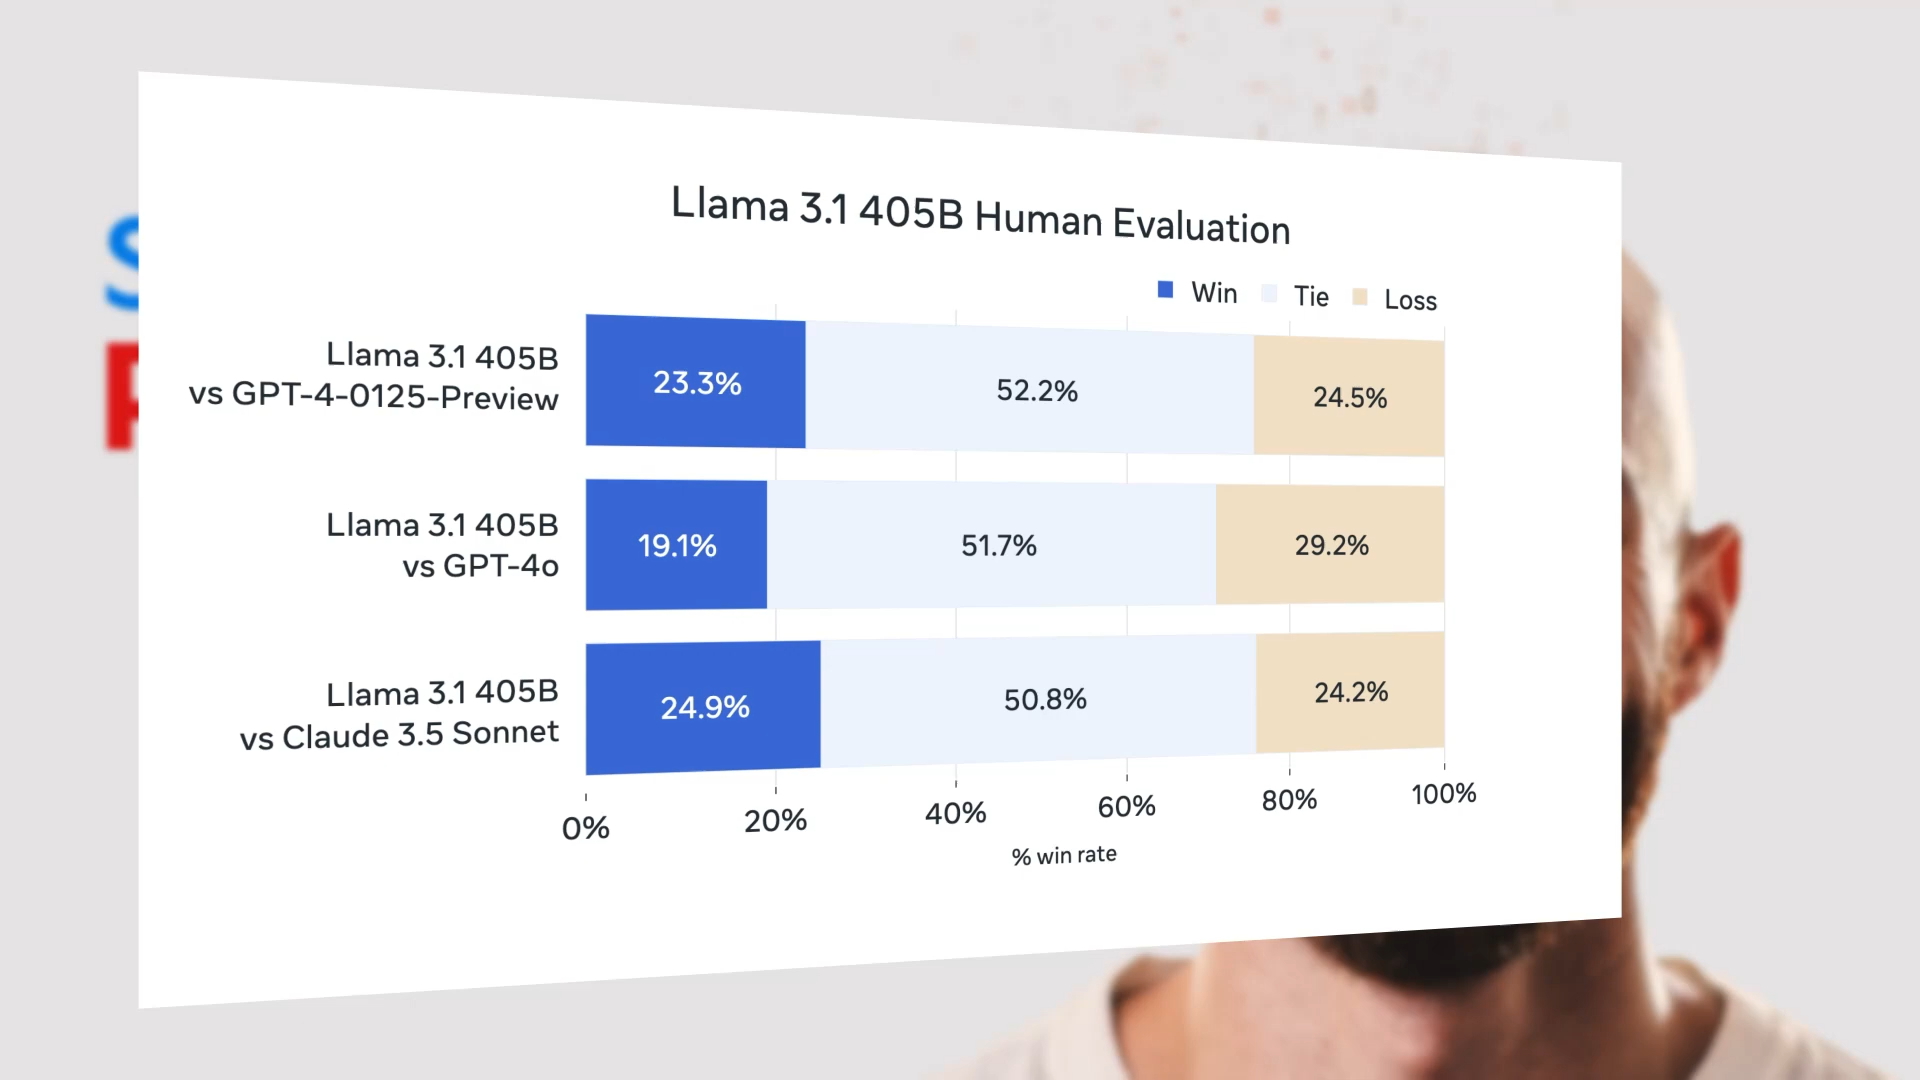 Llama 3.1 405B Human Evaluation
Win Tie Loss
Llama 3.1 405B
vs GPT-4-0125-Preview
23.3% 52.2% 24.5%
Llama 3.1 405B
vs GPT-4o
19.1% 51.7% 29.2%
Llama 3.1 405B
vs Claude 3.5 Sonnet
24.9% 50.8% 24.2%
0% 20% 40% 60% 80% 100%
% win rate